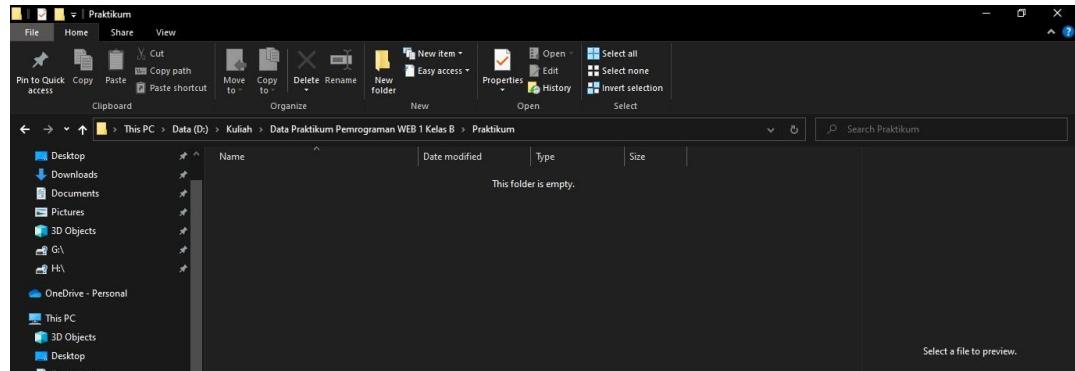 Praktikum
File Home Share View
Pin to Quick access
Copy
Paste
Cut
Copy path
Paste shortcut
Clipboard
Move to
Copy to
Delete
Rename
Organize
New folder
New item
Easy access
New
Properties
Open
Edit
History
Open
Select all
Select none
Invert selection
Select
This PC > Data (D:) > Kuliah > Data Praktikum Pemrograman WEB 1 Kelas B > Praktikum
Search Praktikum
Name Date modified Type Size
This folder is empty.
Desktop
Downloads
Documents
Pictures
3D Objects
G:\
H:\
OneDrive - Personal
This PC
3D Objects
Desktop
Select a file to preview.